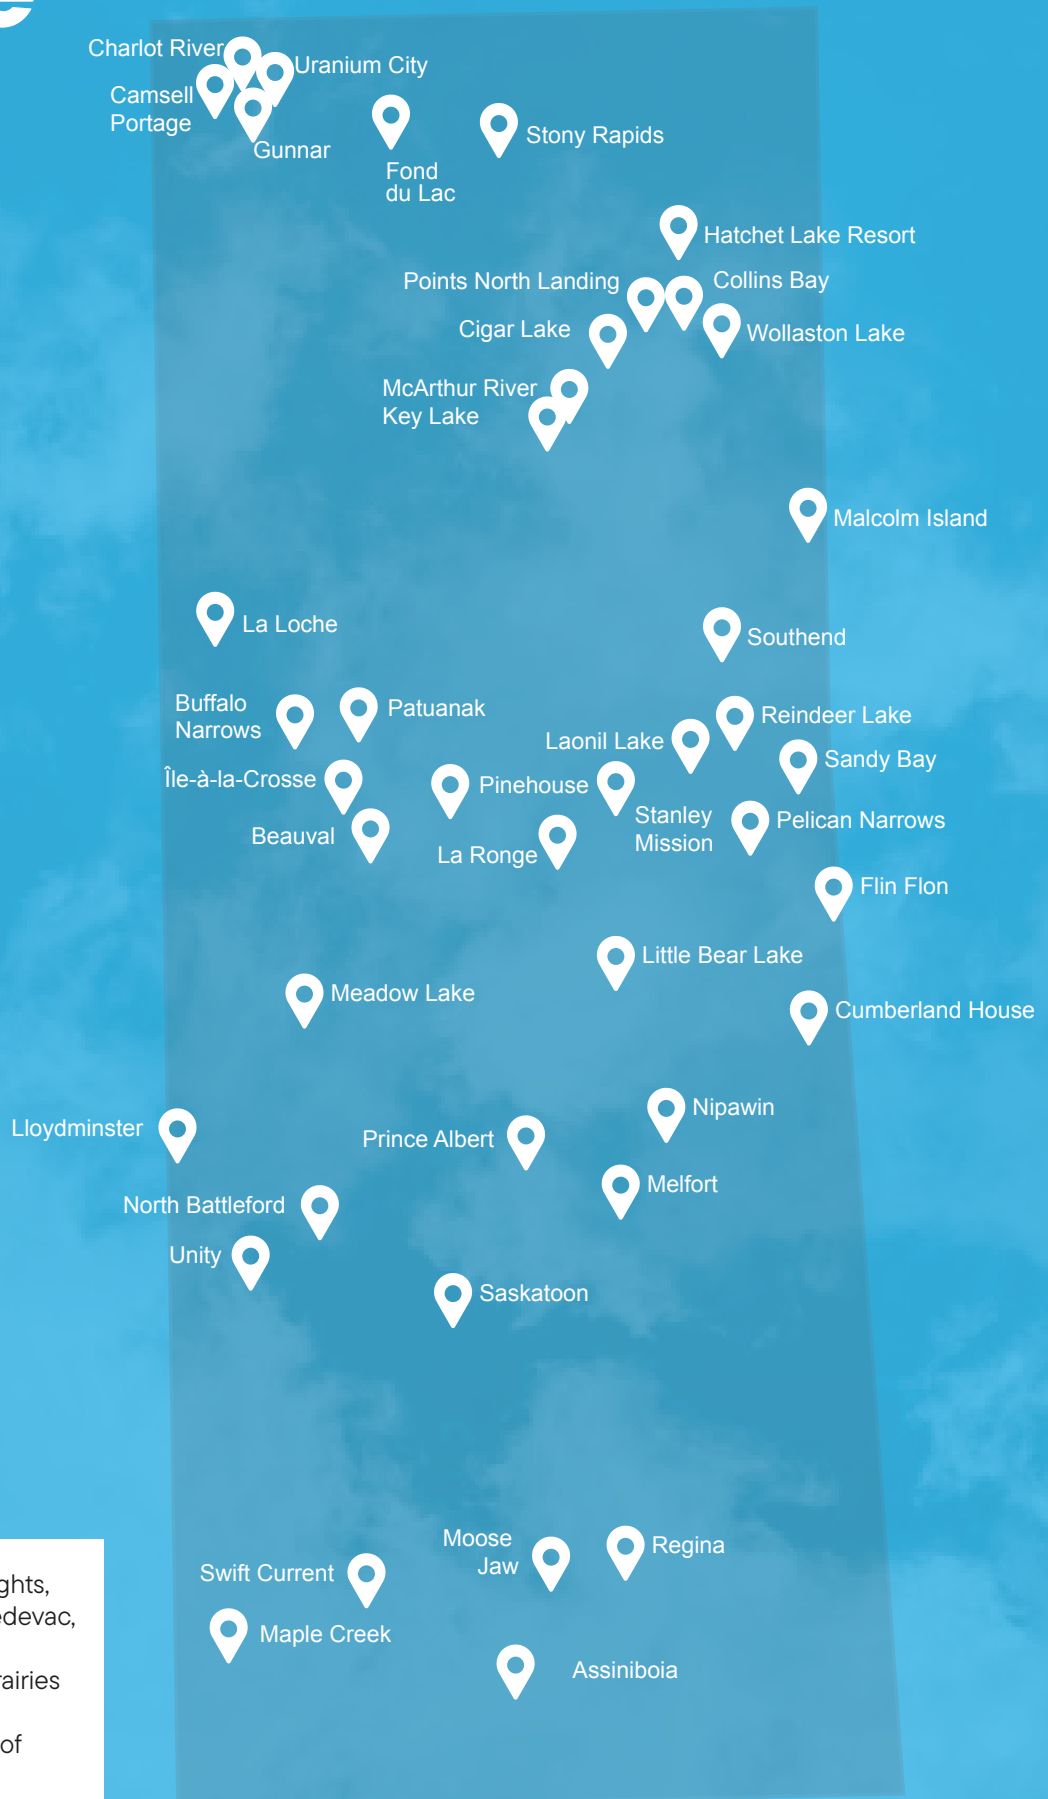 Charlot River
Uranium City
Camsell
Portage
Gunnar
Fond
du Lac
Stony Rapids
Hatchet Lake Resort
Points North Landing
Collins Bay
Cigar Lake
Wollaston Lake
McArthur River
Key Lake
Malcolm Island
La Loche
Southend
Buffalo
Narrows
Patuanak
Reindeer Lake
Laonil Lake
Sandy Bay
Île-à-la-Crosse
Pinehouse
Stanley
Mission
Pelican Narrows
Beauval
La Ronge
Flin Flon
Little Bear Lake
Meadow Lake
Cumberland House
Nipawin
Lloydminster
Prince Albert
Melfort
North Battleford
Unity
Saskatoon
Moose
Jaw
Regina
Swift Current
Maple Creek
Assiniboia
ghts,
edevac,
rairies
of